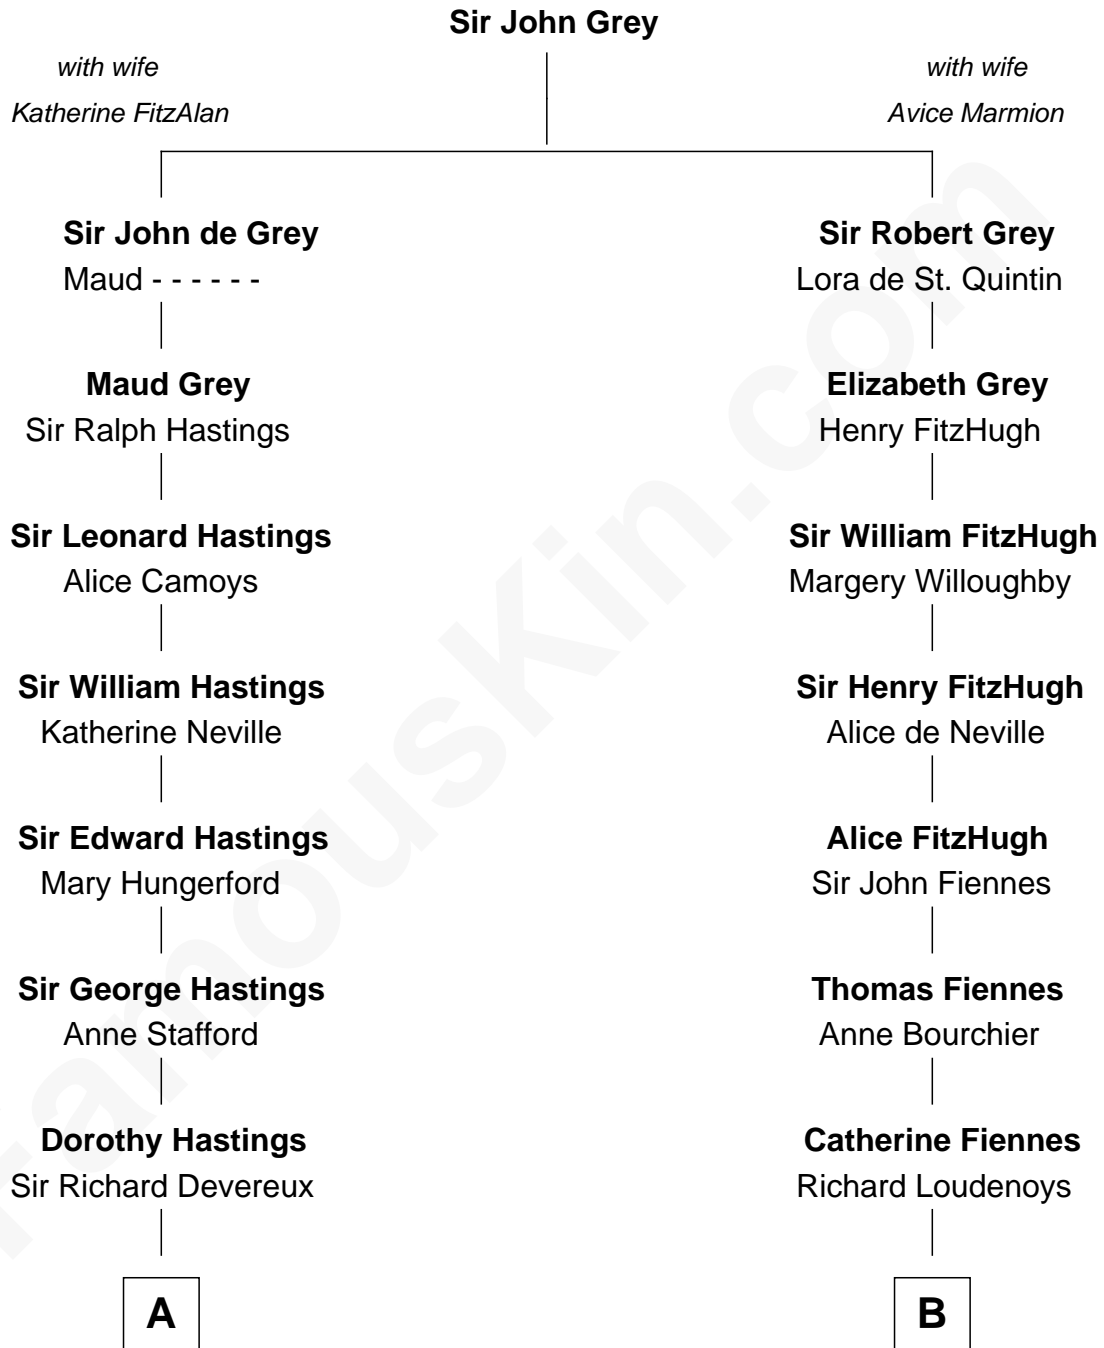 Sir John Grey
with wife
Katherine FitzAlan
with wife
Avice Marmion
Sir John de Grey
Maud - - - - - -
Sir Robert Grey
Lora de St. Quintin
Maud Grey
Sir Ralph Hastings
Elizabeth Grey
Henry FitzHugh
Sir Leonard Hastings
Alice Camoys
Sir William FitzHugh
Margery Willoughby
Sir William Hastings
Katherine Neville
Sir Henry FitzHugh
Alice de Neville
Sir Edward Hastings
Mary Hungerford
Alice FitzHugh
Sir John Fiennes
Sir George Hastings
Anne Stafford
Thomas Fiennes
Anne Bourchier
Dorothy Hastings
Sir Richard Devereux
Catherine Fiennes
Richard Loudenoys
A
B
FamousKin.com